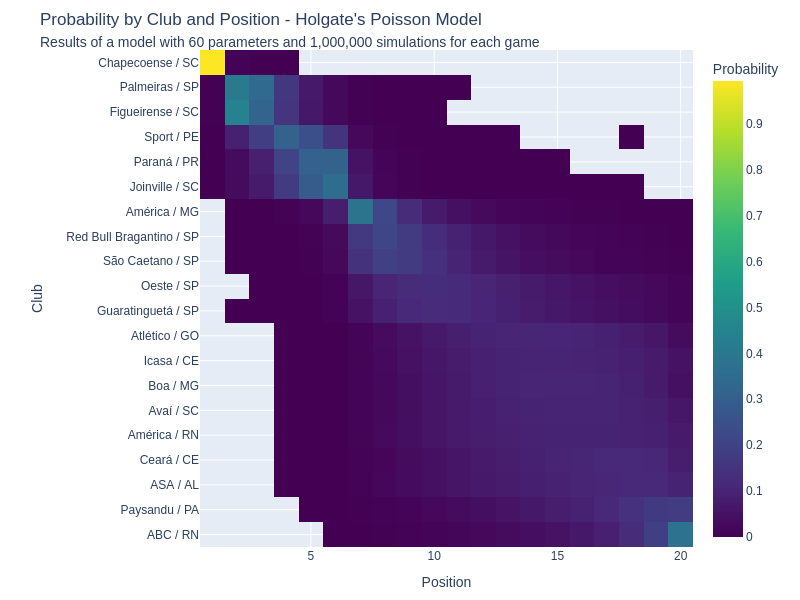 Probability by Club and Position - Holgate's Poisson Model
Results of a model with 60 parameters and 1,000,000 simulations for each game
Probability
Chapecoense / SC
Palmeiras / SP
Figueirense / SC
Sport / PE
Paraná / PR
Joinville / SC
América / MG
Red Bull Bragantino / SP
São Caetano / SP
Oeste / SP
Guaratinguetá / SP
Atlético / GO
Icasa / CE
Boa / MG
Avaí / SC
América / RN
Ceará / CE
ASA / AL
Paysandu / PA
ABC / RN
Club
5
10
15
20
Position
0.9
0.8
0.7
0.6
0.5
0.4
0.3
0.2
0.1
0